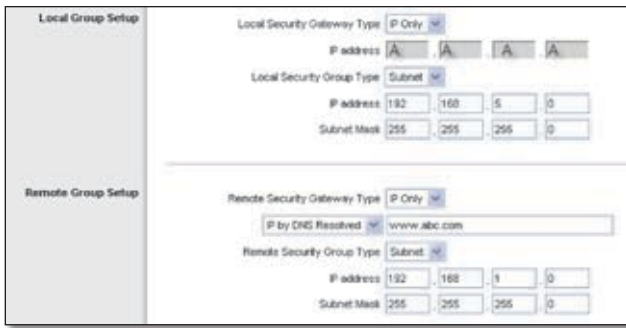 Local Group Setup
Local Security Gateway Type IP Only
IP address A . A . A . A
Local Security Group Type Subnet
IP address 192 . 168 . 5 . 0
Subnet Mask 255 . 255 . 255 . 0
Remote Group Setup
Remote Security Gateway Type IP Only
IP by DNS Resolved www.abc.com
Remote Security Group Type Subnet
IP address 192 . 168 . 1 . 0
Subnet Mask 255 . 255 . 255 . 0